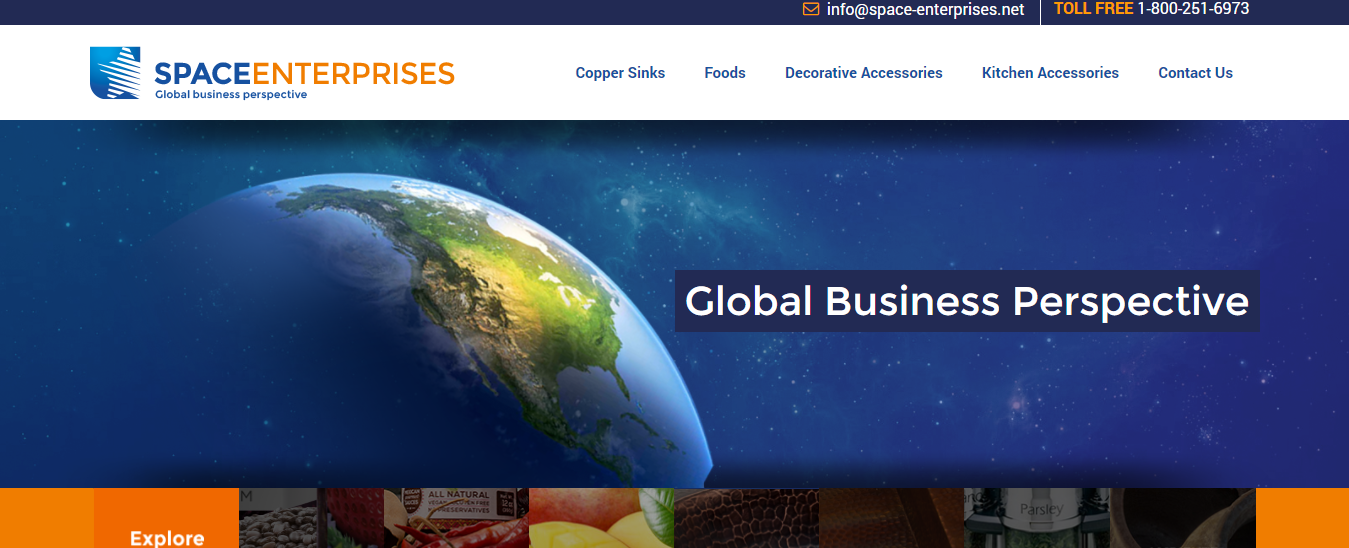 info@space-enterprises.net
TOLL FREE 1-800-251-6973
SPACEENTERPRISES
Global business perspective
Copper Sinks
Foods
Decorative Accessories
Kitchen Accessories
Contact Us
Global Business Perspective
Explore
M
ALL NATURAL
PRESERVATIVES
Parsley